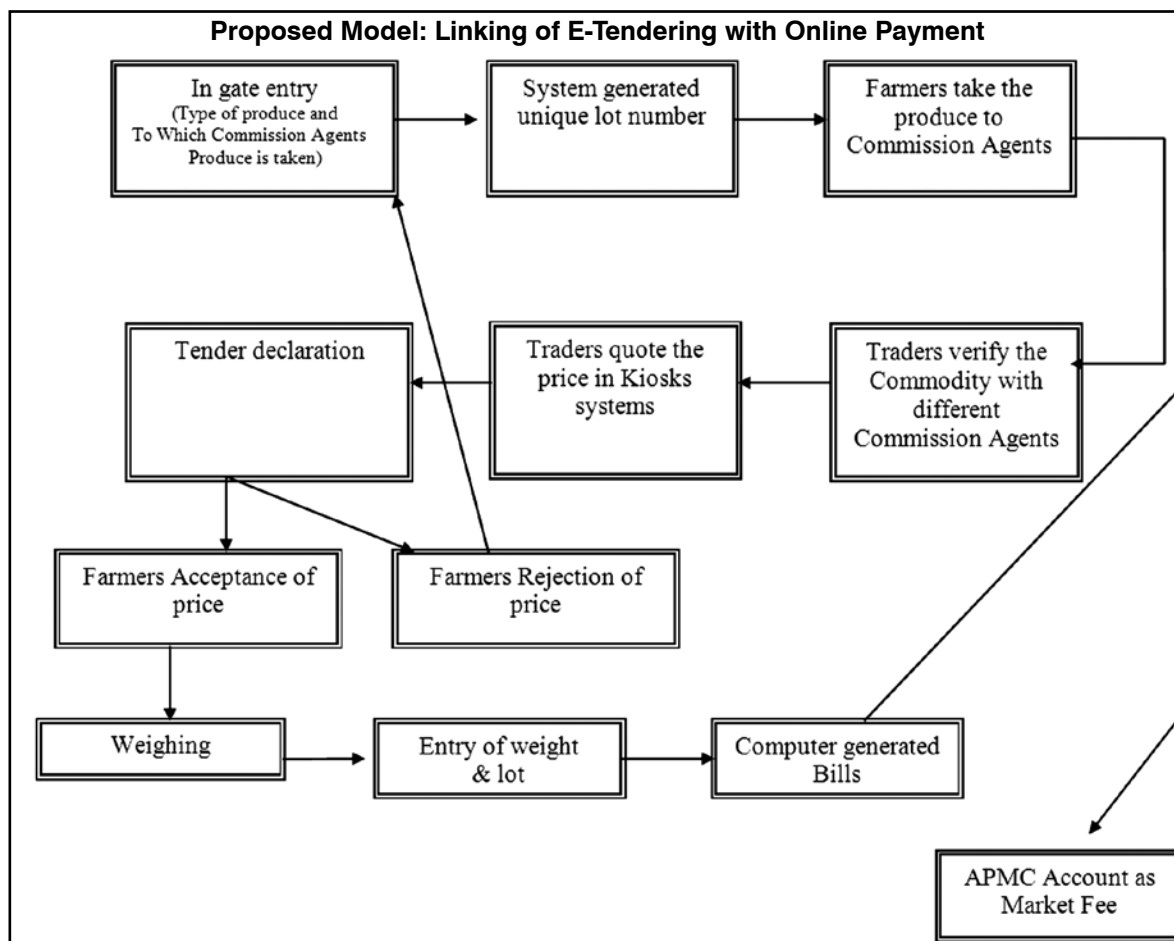 Proposed Model: Linking of E-Tendering with Online Payment
In gate entry
(Type of produce and
To Which Commission Agents
Produce is taken)
System generated
unique lot number
Farmers take the
produce to
Commission Agents
Traders verify the
Commodity with
different
Commission Agents
Traders quote the
price in Kiosks
systems
Tender declaration
Farmers Acceptance of
price
Farmers Rejection of
price
Weighing
Entry of weight
& lot
Computer generated
Bills
APMC Account as
Market Fee